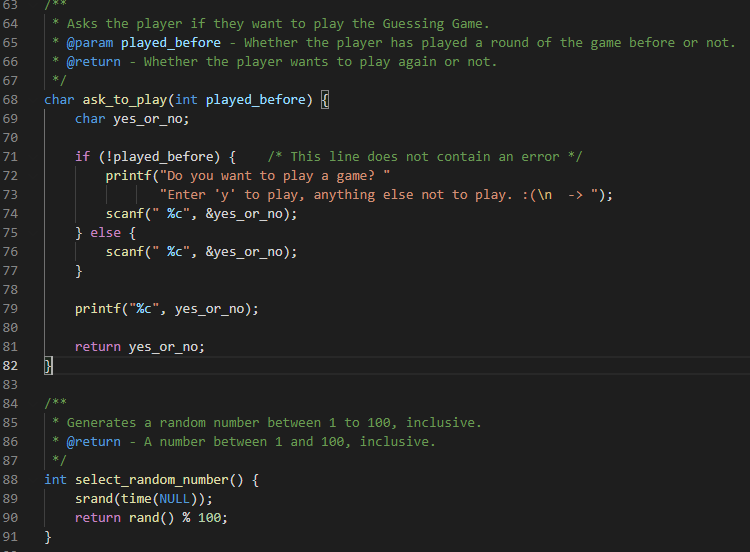 63 /**
64  * Asks the player if they want to play the Guessing Game.
65  * @param played_before - Whether the player has played a round of the game before or not.
66  * @return - Whether the player wants to play again or not.
67  */
68 char ask_to_play(int played_before) {
69     char yes_or_no;
70
71     if (!played_before) {    /* This line does not contain an error */
72         printf("Do you want to play a game? "
73                "Enter 'y' to play, anything else not to play. :(\n  -> ");
74         scanf(" %c", &yes_or_no);
75     } else {
76         scanf(" %c", &yes_or_no);
77     }
78
79     printf("%c", yes_or_no);
80
81     return yes_or_no;
82 }
83
84 /**
85  * Generates a random number between 1 to 100, inclusive.
86  * @return - A number between 1 and 100, inclusive.
87  */
88 int select_random_number() {
89     srand(time(NULL));
90     return rand() % 100;
91 }